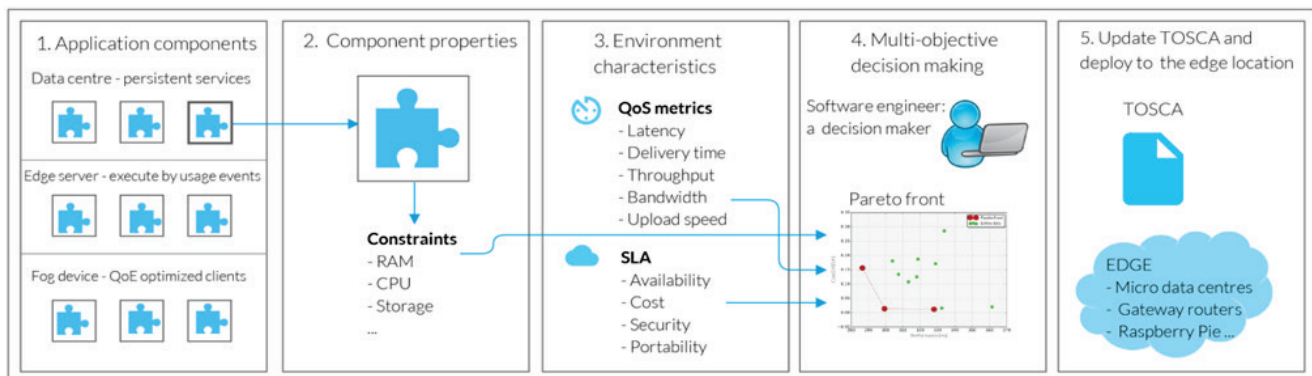 1. Application components
Data centre - persistent services
Edge server - execute by usage events
Fog device - QoE optimized clients
2. Component properties
Constraints
- RAM
- CPU
- Storage
...
3. Environment
characteristics
QoS metrics
- Latency
- Delivery time
- Throughput
- Bandwidth
- Upload speed
SLA
- Availability
- Cost
- Security
- Portability
4. Multi-objective
decision making
Software engineer:
a decision maker
Pareto front
5. Update TOSCA and
deploy to the edge location
TOSCA
EDGE
- Micro data centres
- Gateway routers
- Raspberry Pie ...